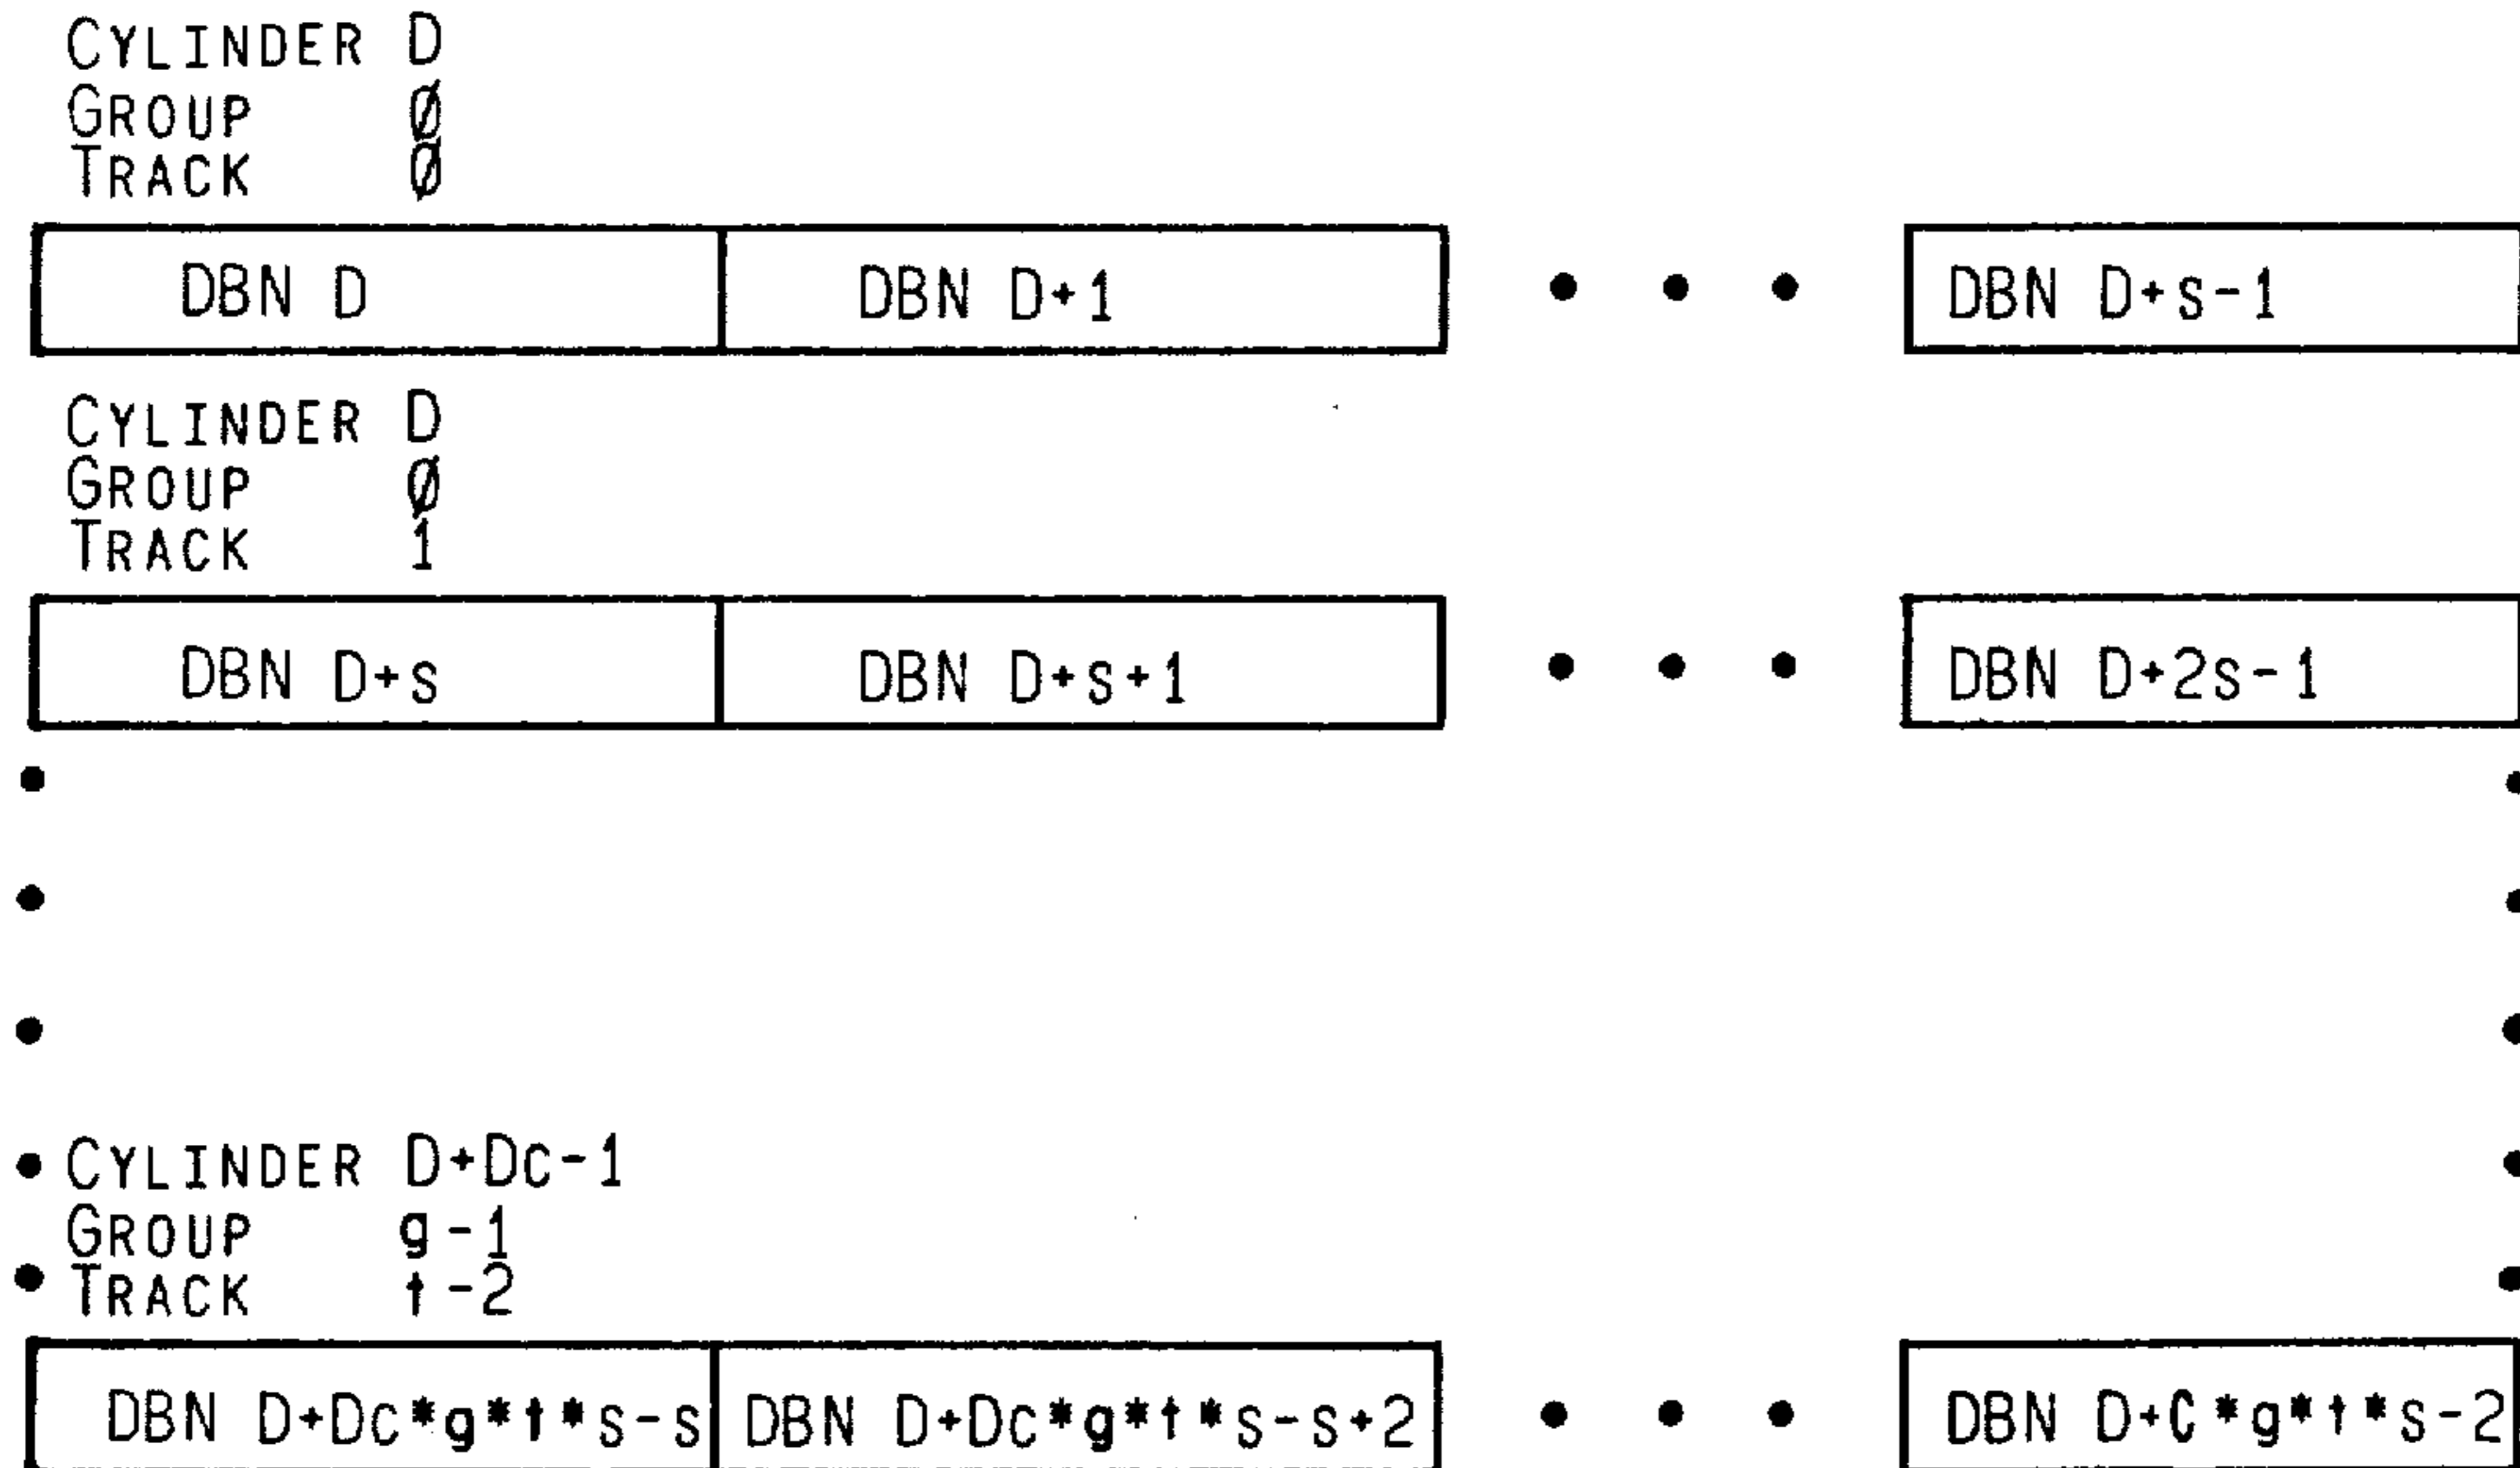 CYLINDER D
GROUP Ø
TRACK Ø
DBN D DBN D+1 • • • DBN D+s-1
CYLINDER D
GROUP Ø
TRACK 1
DBN D+s DBN D+s+1 • • • DBN D+2s-1
CYLINDER D+Dc-1
GROUP g-1
TRACK t-2
DBN D+Dc*g*t*s-s DBN D+Dc*g*t*s-s+2 • • • DBN D+C*g*t*s-2